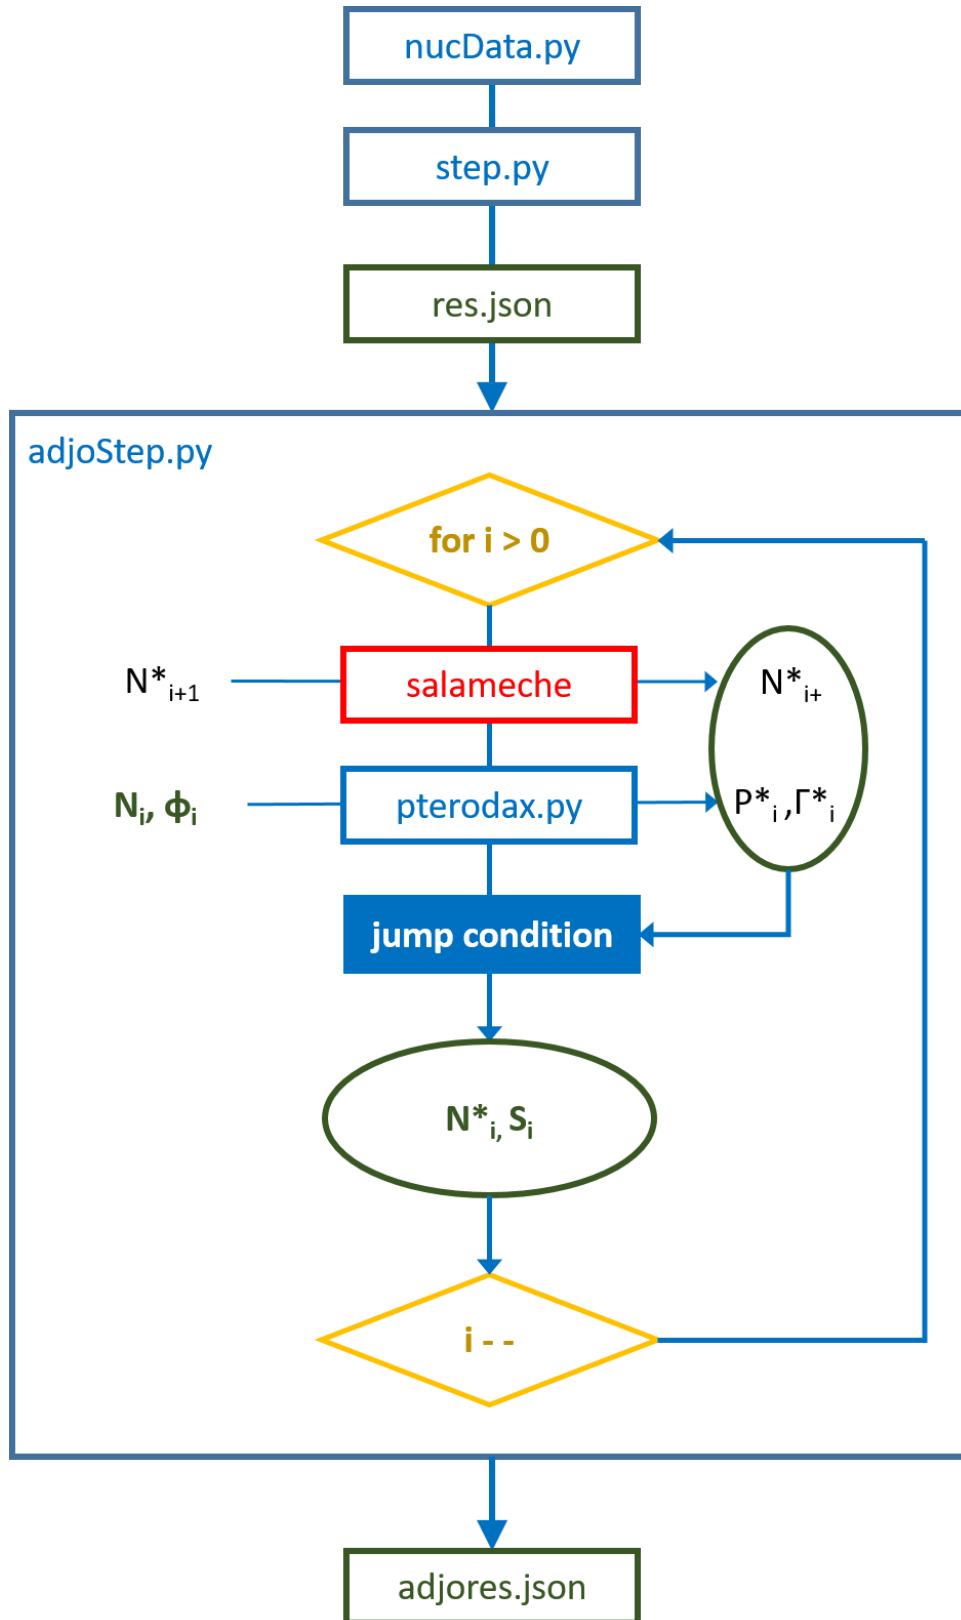 nucData.py
step.py
res.json
adjoStep.py
for i > 0
N*i+1
salameche
N*i+
Ni, ϕi
pterodax.py
P*i ,Γ*i
jump condition
N*i, Si
i - -
adjores.json